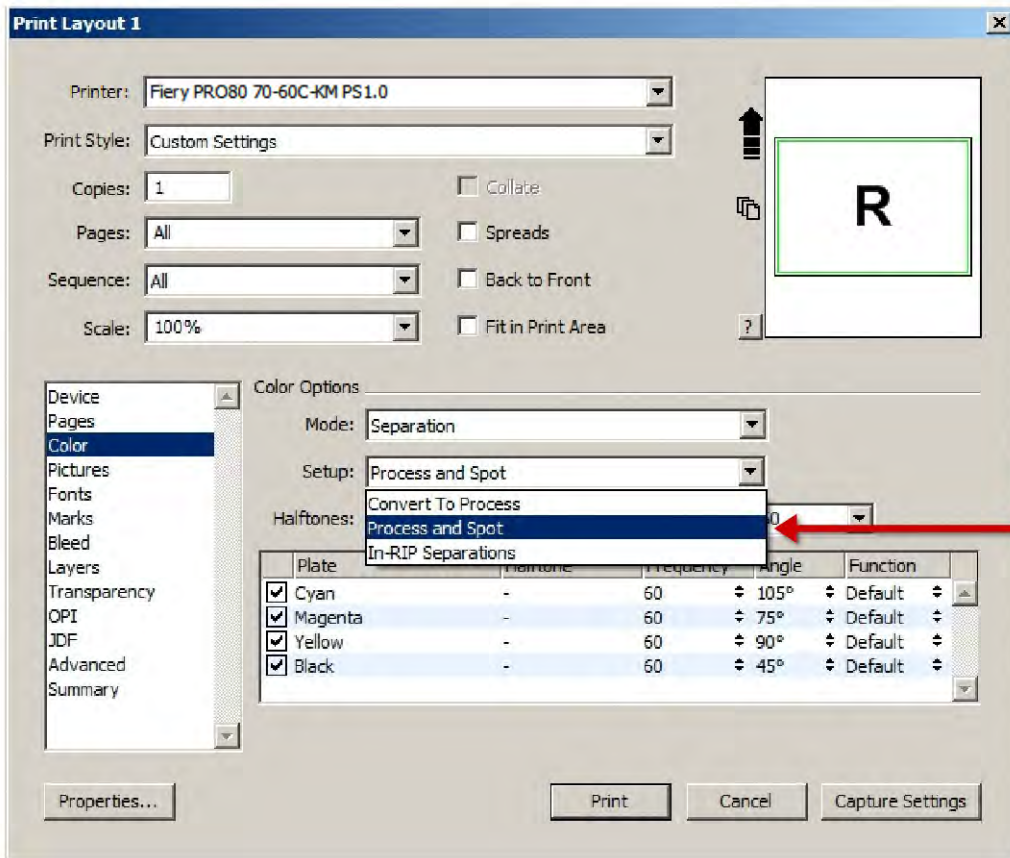 Print Layout 1
Printer: Fiery PRO80 70-60C-KM PS1.0
Print Style: Custom Settings
Copies: 1
Collate
Pages: All
Spreads
Sequence: All
Back to Front
Scale: 100%
Fit in Print Area
?
R
Device
Pages
Color
Pictures
Fonts
Marks
Bleed
Layers
Transparency
OPI
JDF
Advanced
Summary
Color Options
Mode: Separation
Setup: Process and Spot
Convert To Process
Process and Spot
In-RIP Separations
Halftones:
Plate Halftone Frequency Angle Function
Cyan - 60 105° Default
Magenta - 60 75° Default
Yellow - 60 90° Default
Black - 60 45° Default
Properties...
Print
Cancel
Capture Settings